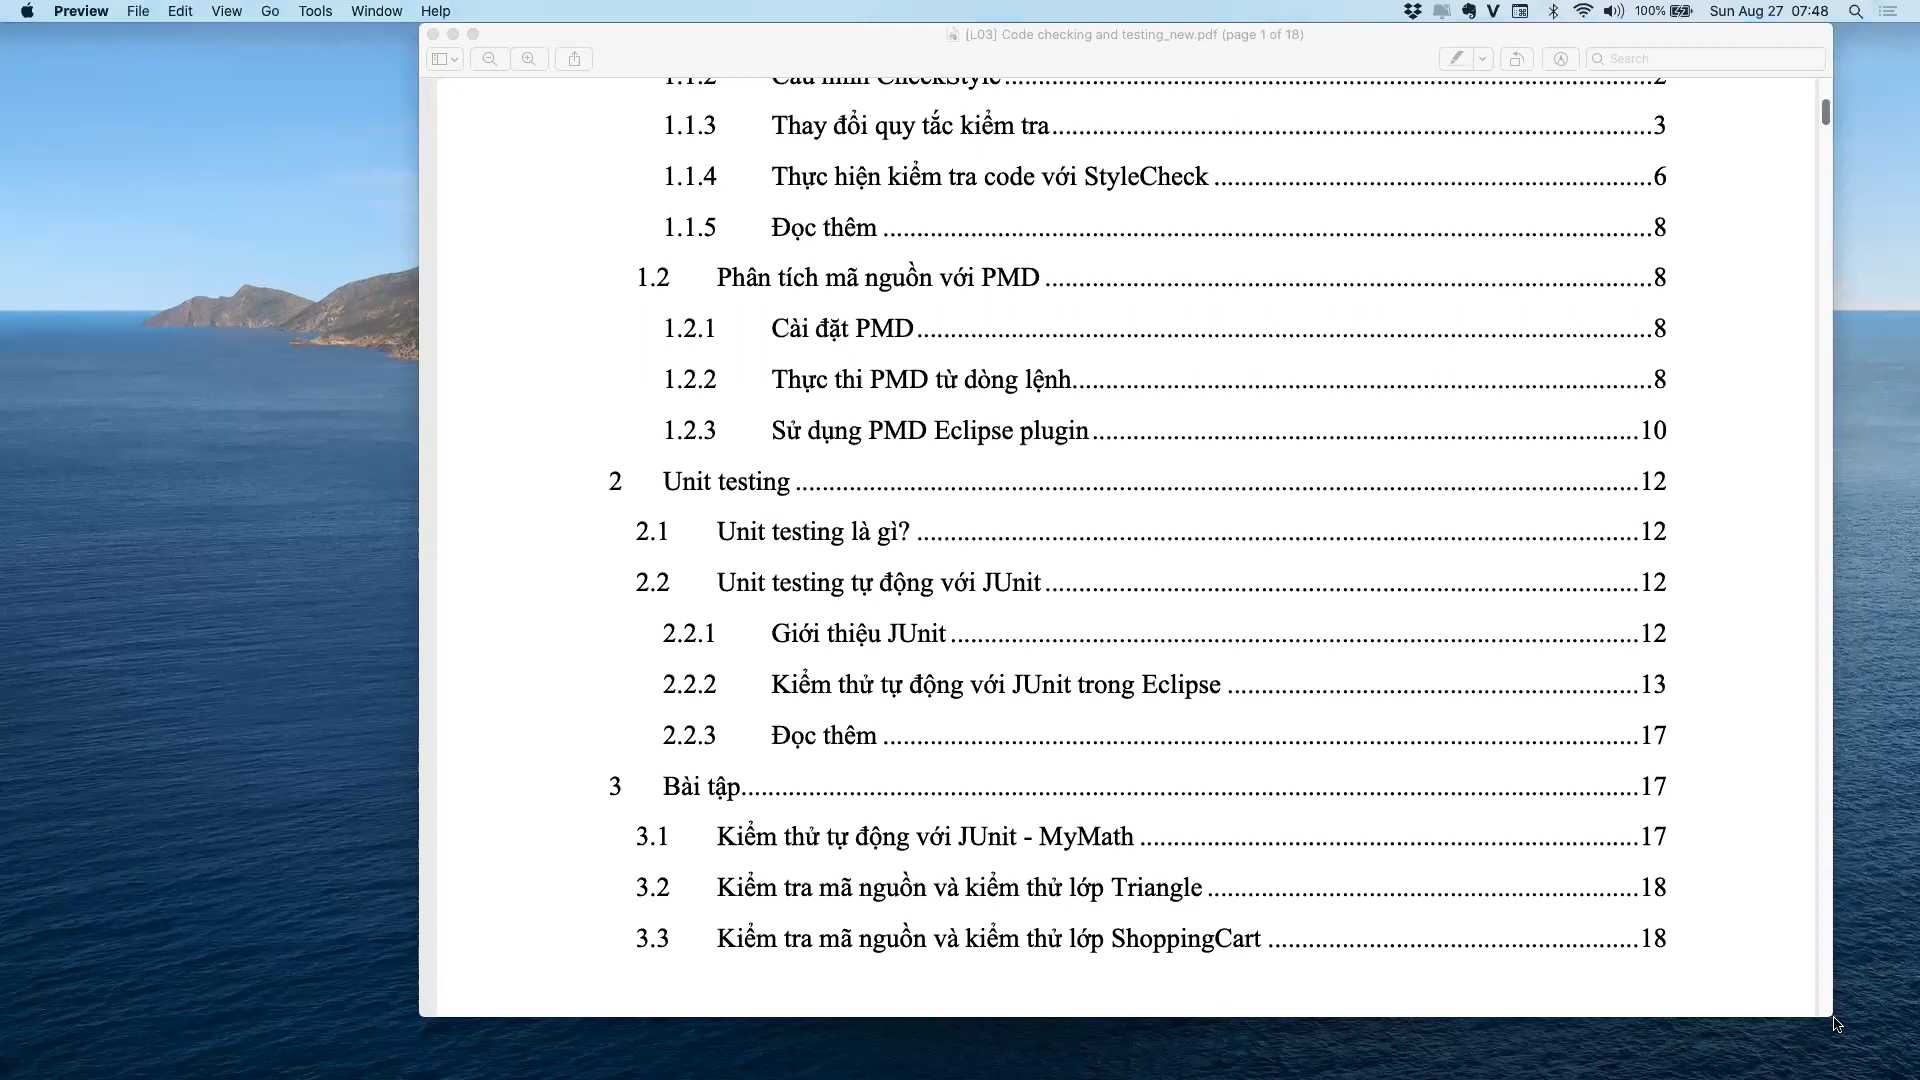 Preview File Edit View Go Tools Window Help 100% Sun Aug 27 07:48
[L03] Code checking and testing_new.pdf (page 1 of 18)
Search
1.1.2 Cấu hình CheckStyle 2
1.1.3 Thay đổi quy tắc kiểm tra 3
1.1.4 Thực hiện kiểm tra code với StyleCheck 6
1.1.5 Đọc thêm 8
1.2 Phân tích mã nguồn với PMD 8
1.2.1 Cài đặt PMD 8
1.2.2 Thực thi PMD từ dòng lệnh 8
1.2.3 Sử dụng PMD Eclipse plugin 10
2 Unit testing 12
2.1 Unit testing là gì? 12
2.2 Unit testing tự động với JUnit 12
2.2.1 Giới thiệu JUnit 12
2.2.2 Kiểm thử tự động với JUnit trong Eclipse 13
2.2.3 Đọc thêm 17
3 Bài tập 17
3.1 Kiểm thử tự động với JUnit - MyMath 17
3.2 Kiểm tra mã nguồn và kiểm thử lớp Triangle 18
3.3 Kiểm tra mã nguồn và kiểm thử lớp ShoppingCart 18